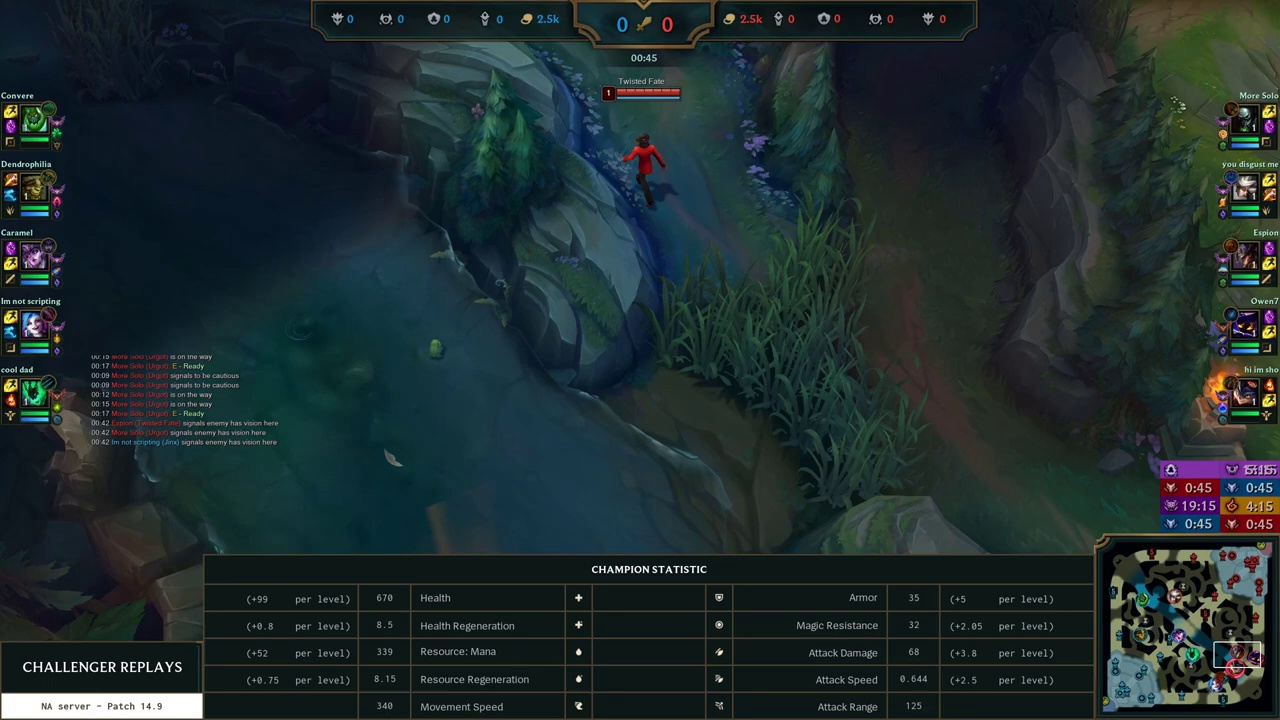 0 0 0 0 2.5k 0 0 2.5k 0 0 0 0
00:45
Twisted Fate
1
Convere
Dendrophilia
Caramel
Im not scripting
cool dad
More Solo
you disgust me
Espion
Owen7
hi im sho
00:15 More Solo (Urgot) is on the way
00:17 More Solo (Urgot): E - Ready
00:09 More Solo (Urgot) signals to be cautious
00:09 More Solo (Urgot) signals to be cautious
00:12 More Solo (Urgot) is on the way
00:15 More Solo (Urgot) is on the way
00:17 More Solo (Urgot): E - Ready
00:42 Espion (Twisted Fate) signals enemy has vision here
00:42 More Solo (Urgot) signals enemy has vision here
00:42 Im not scripting (Jinx) signals enemy has vision here
0:45 0:45
19:15 4:15
0:45 0:45
CHAMPION STATISTIC
(+99 per level) 670 Health Armor 35 (+5 per level)
(+0.8 per level) 8.5 Health Regeneration Magic Resistance 32 (+2.05 per level)
(+52 per level) 339 Resource: Mana Attack Damage 68 (+3.8 per level)
(+0.75 per level) 8.15 Resource Regeneration Attack Speed 0.644 (+2.5 per level)
340 Movement Speed Attack Range 125
CHALLENGER REPLAYS
NA server - Patch 14.9